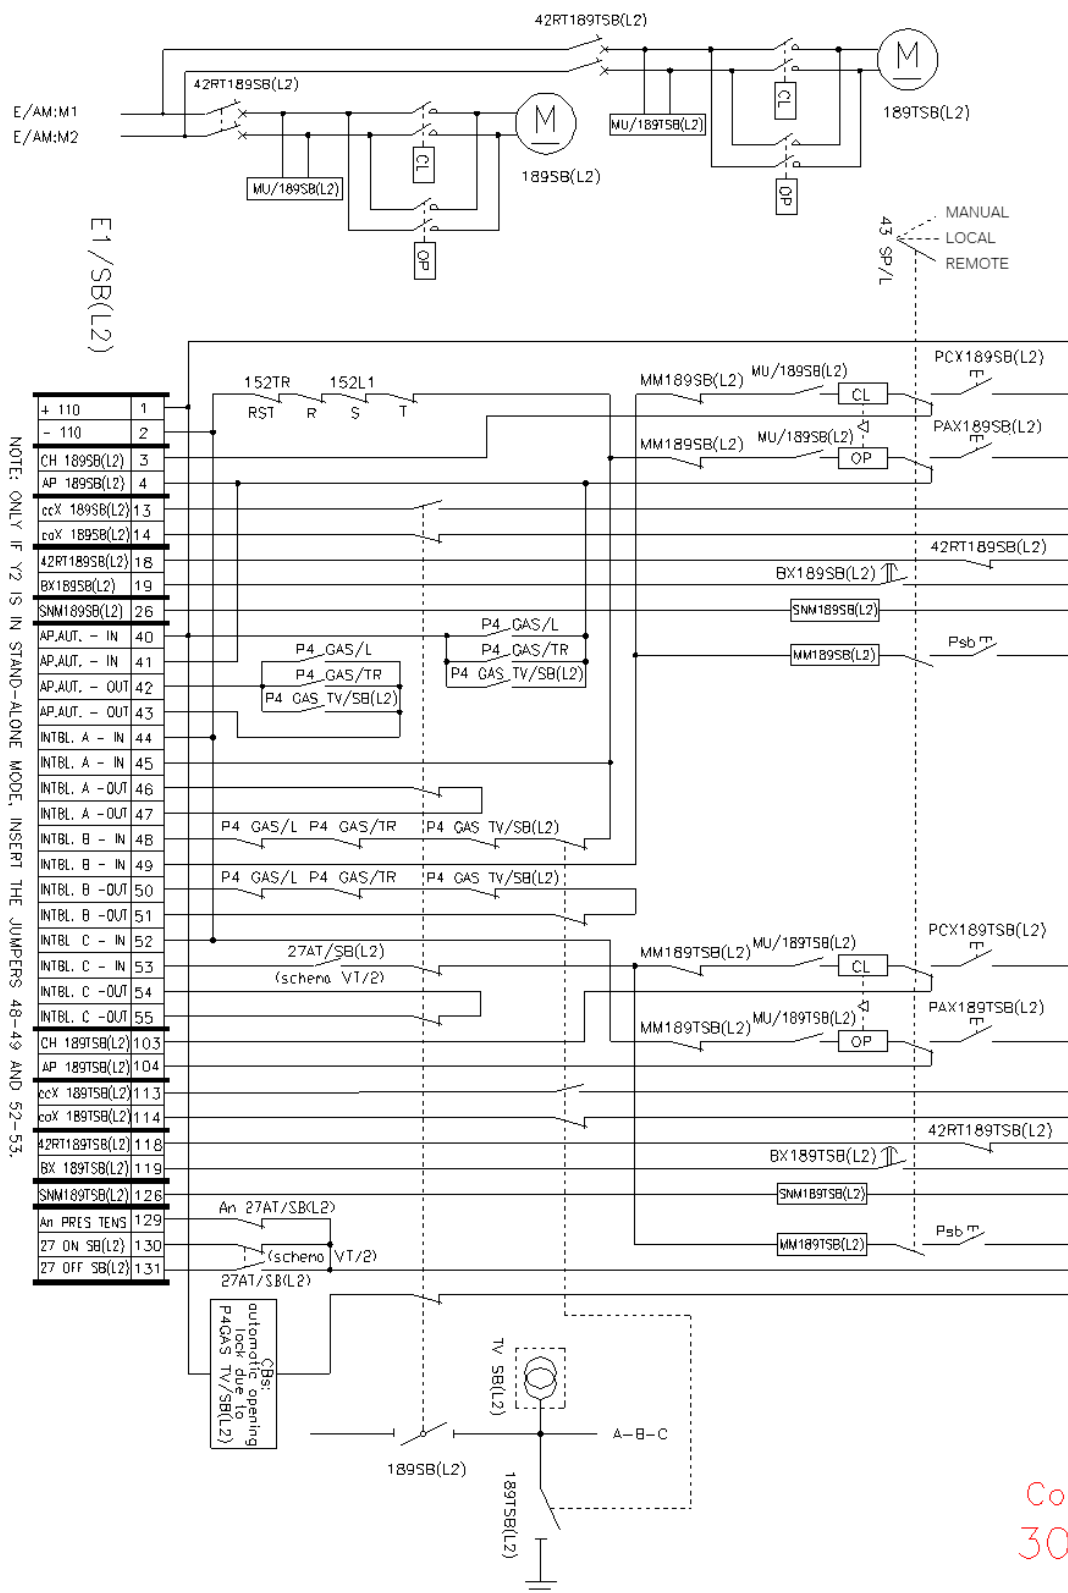 42RT189TSB(L2)
M
42RT189SB(L2)
CL
189TSB(L2)
E/AM:M1
M
MU/189TSB(L2)
E/AM:M2
CL
189SB(L2)
MU/189SB(L2)
OP
OP
43 SP/L
MANUAL
LOCAL
REMOTE
E1/SB(L2)
NOTE: ONLY IF Y2 IS IN STAND-ALONE MODE, INSERT THE JUMPERS 48-49 AND 52-53.
+ 110 1
- 110 2
CH 189SB(L2) 3
AP 189SB(L2) 4
ccX 189SB(L2) 13
caX 189SB(L2) 14
42RT189SB(L2) 18
BX189SB(L2) 19
SNM189SB(L2) 26
AP.AUT. - IN 40
AP.AUT. - IN 41
AP.AUT. - OUT 42
AP.AUT. - OUT 43
INTBL. A - IN 44
INTBL. A - IN 45
INTBL. A -OUT 46
INTBL. A -OUT 47
INTBL. B - IN 48
INTBL. B - IN 49
INTBL. B -OUT 50
INTBL. B -OUT 51
INTBL C - IN 52
INTBL. C - IN 53
INTBL. C -OUT 54
INTBL. C -OUT 55
CH 189TSB(L2) 103
AP 189TSB(L2) 104
ccX 189TSB(L2) 113
caX 189TSB(L2) 114
42RT189TSB(L2) 118
BX 189TSB(L2) 119
SNM189TSB(L2) 126
An PRES TENS 129
27 ON SB(L2) 130
27 OFF SB(L2) 131
152TR
152L1
RST
R
S
T
MM189SB(L2)
MU/189SB(L2)
CL
PCX189SB(L2)
MM189SB(L2)
MU/189SB(L2)
OP
PAX189SB(L2)
42RT189SB(L2)
BX189SB(L2)
SNM189SB(L2)
P4 GAS/L
P4 GAS/TR
P4 GAS TV/SB(L2)
P4 GAS/L
P4 GAS/TR
P4 GAS TV/SB(L2)
MM189SB(L2)
Psb
P4 GAS/L P4 GAS/TR P4 GAS TV/SB(L2)
P4 GAS/L P4 GAS/TR P4 GAS TV/SB(L2)
27AT/SB(L2)
(schema VT/2)
MM189TSB(L2)
MU/189TSB(L2)
CL
PCX189TSB(L2)
MM189TSB(L2)
MU/189TSB(L2)
OP
PAX189TSB(L2)
42RT189TSB(L2)
BX189TSB(L2)
SNM189TSB(L2)
An 27AT/SB(L2)
(schema VT/2)
27AT/SB(L2)
MM189TSB(L2)
Psb
CBs:
automatic opening
lock due to
P4GAS TV/SB(L2)
TV SB(L2)
A-B-C
189SB(L2)
189TSB(L2)
Co
30